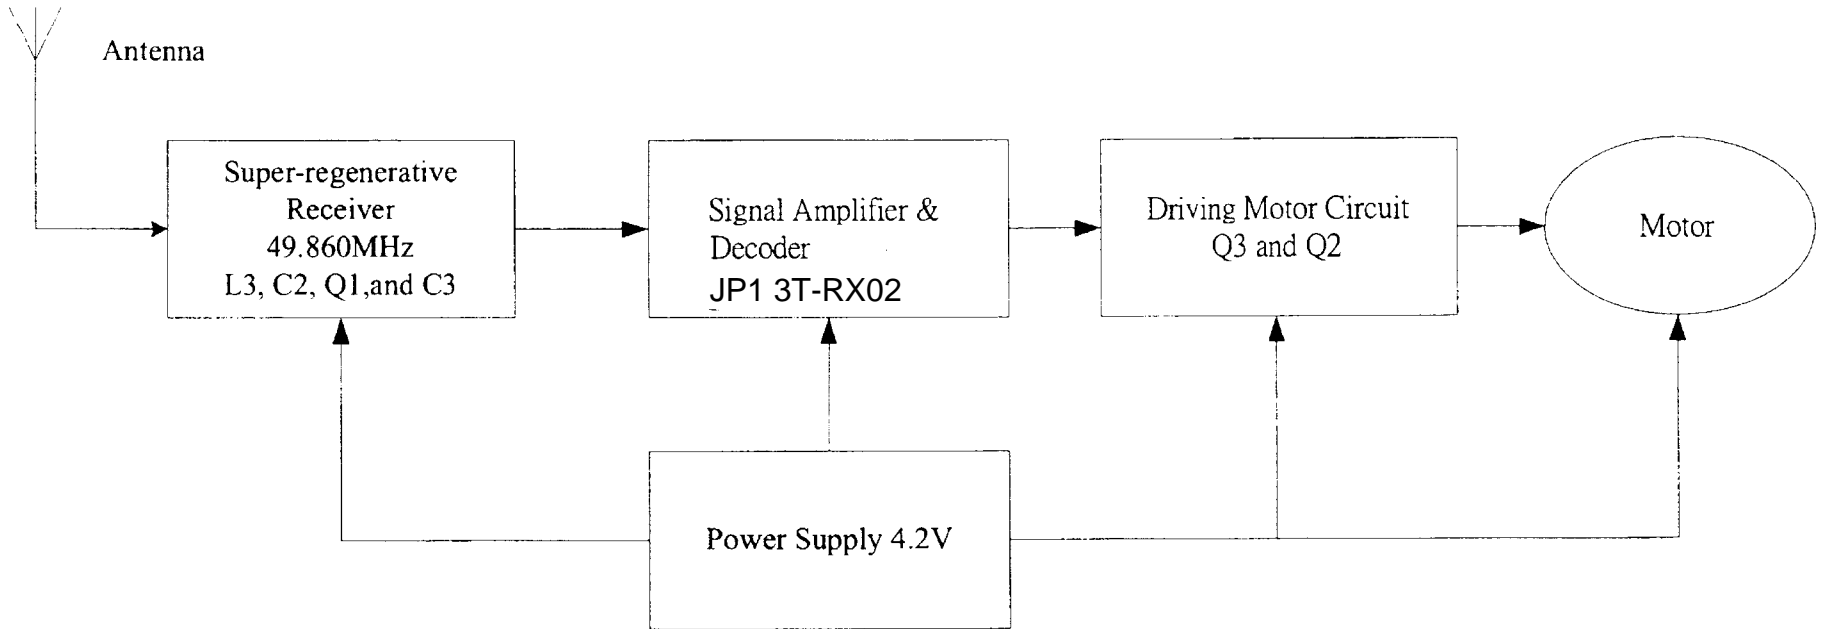 Antenna
Super-regenerative
Receiver
49.860MHz
L3, C2, Q1,and C3
Signal Amplifier &
Decoder
JP1 3T-RX02
Driving Motor Circuit
Q3 and Q2
Motor
Power Supply 4.2V